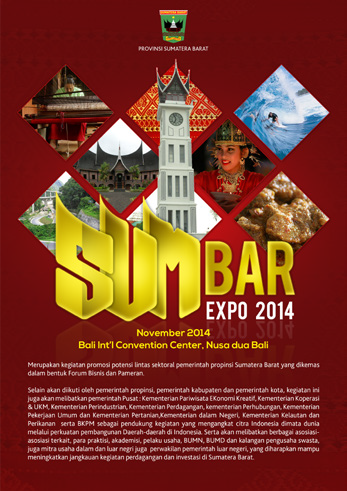 SUMATERA BARAT
PROVINSI SUMATERA BARAT
SUMBAR
EXPO 2014
November 2014
Bali Int'l Convention Center, Nusa dua Bali
Merupakan kegiatan promosi potensi lintas sektoral pemerintah propinsi Sumatera Barat yang dikemas
dalam bentuk Forum Bisnis dan Pameran.
Selain akan diikuti oleh pemerintah propinsi, pemerintah kabupaten dan pemerintah kota, kegiatan ini
juga akan melibatkan pemerintah Pusat : Kementerian Pariwisata EKonomi Kreatif, Kementerian Koperasi
& UKM, Kementerian Perindustrian, Kementerian Perdagangan, kementerian Perhubungan, Kementerian
Pekerjaan Umum dan Kementerian Pertanian,Kementerian dalam Negeri, Kementerian Kelautan dan
Perikanan serta BKPM sebagai pendukung kegiatan yang mengangkat citra Indonesia dimata dunia
melalui perkuatan pembangunan Daerah-daerah di Indonesia. Serta akan melibatkan berbagai asosiasi-
asosiasi terkait, para praktisi, akademisi, pelaku usaha, BUMN, BUMD dan kalangan pengusaha swasta,
juga mitra usaha dalam dan luar negri juga perwakilan pemerintah luar negeri, yang diharapkan mampu
meningkatkan jangkauan kegiatan perdagangan dan investasi di Sumatera Barat.